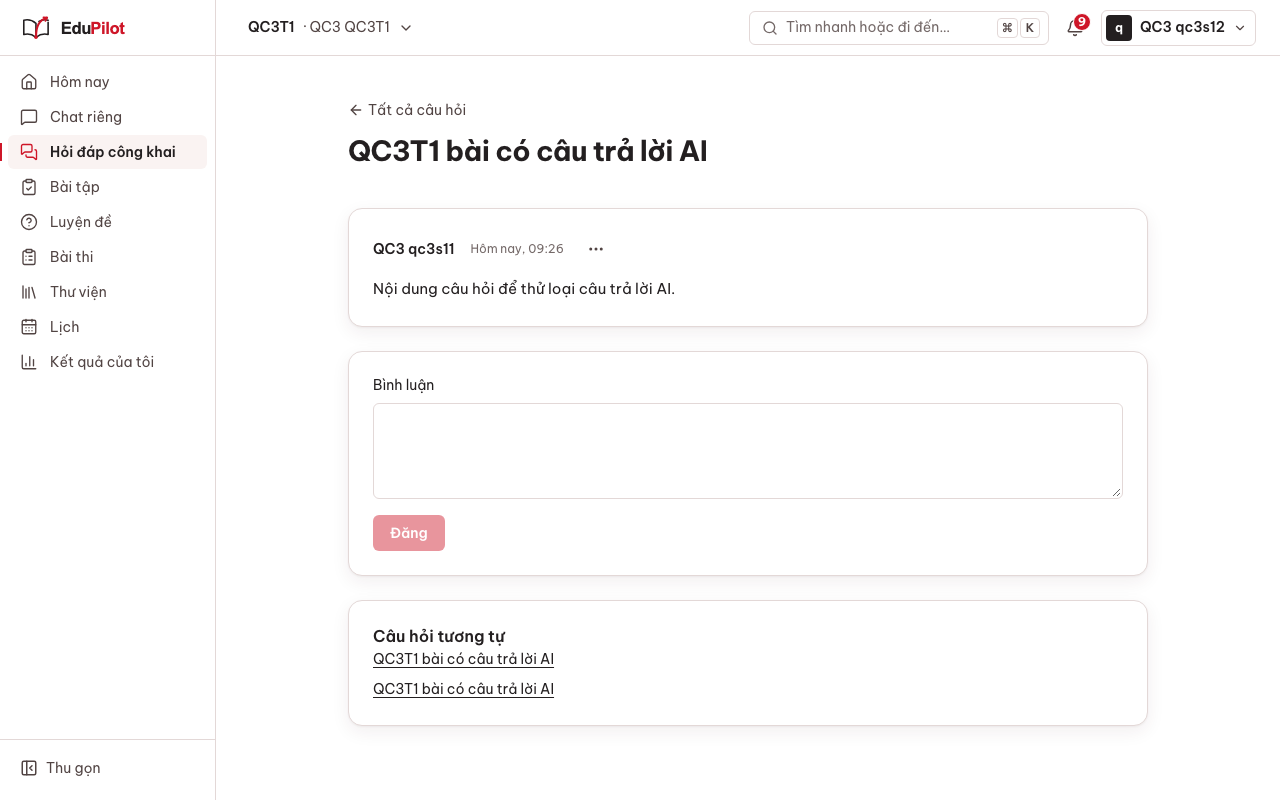 EduPilot
QC3T1 · QC3 QC3T1
Tìm nhanh hoặc đi đến...
⌘ K
9
q
QC3 qc3s12
Hôm nay
Chat riêng
Hỏi đáp công khai
Bài tập
Luyện đề
Bài thi
Thư viện
Lịch
Kết quả của tôi
Thu gọn
Tất cả câu hỏi
QC3T1 bài có câu trả lời AI
QC3 qc3s11 Hôm nay, 09:26
Nội dung câu hỏi để thử loại câu trả lời AI.
Bình luận
Đăng
Câu hỏi tương tự
QC3T1 bài có câu trả lời AI
QC3T1 bài có câu trả lời AI